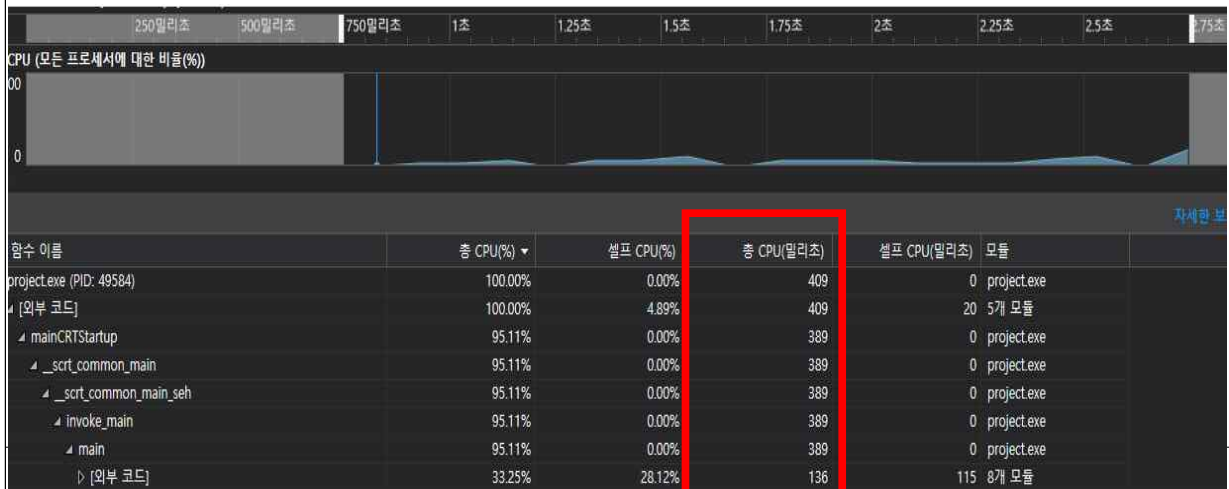 250밀리초 500밀리초 750밀리초 1초 1.25초 1.5초 1.75초 2초 2.25초 2.5초 2.75초
CPU (모든 프로세서에 대한 비율(%))
00
0
자세한 보
함수 이름 총 CPU(%) 셀프 CPU(%) 총 CPU(밀리초) 셀프 CPU(밀리초) 모듈
project.exe (PID: 49584) 100.00% 0.00% 409 0 project.exe
[외부 코드] 100.00% 4.89% 409 20 5개 모듈
mainCRTStartup 95.11% 0.00% 389 0 project.exe
__scrt_common_main 95.11% 0.00% 389 0 project.exe
__scrt_common_main_seh 95.11% 0.00% 389 0 project.exe
invoke_main 95.11% 0.00% 389 0 project.exe
main 95.11% 0.00% 389 0 project.exe
[외부 코드] 33.25% 28.12% 136 115 8개 모듈